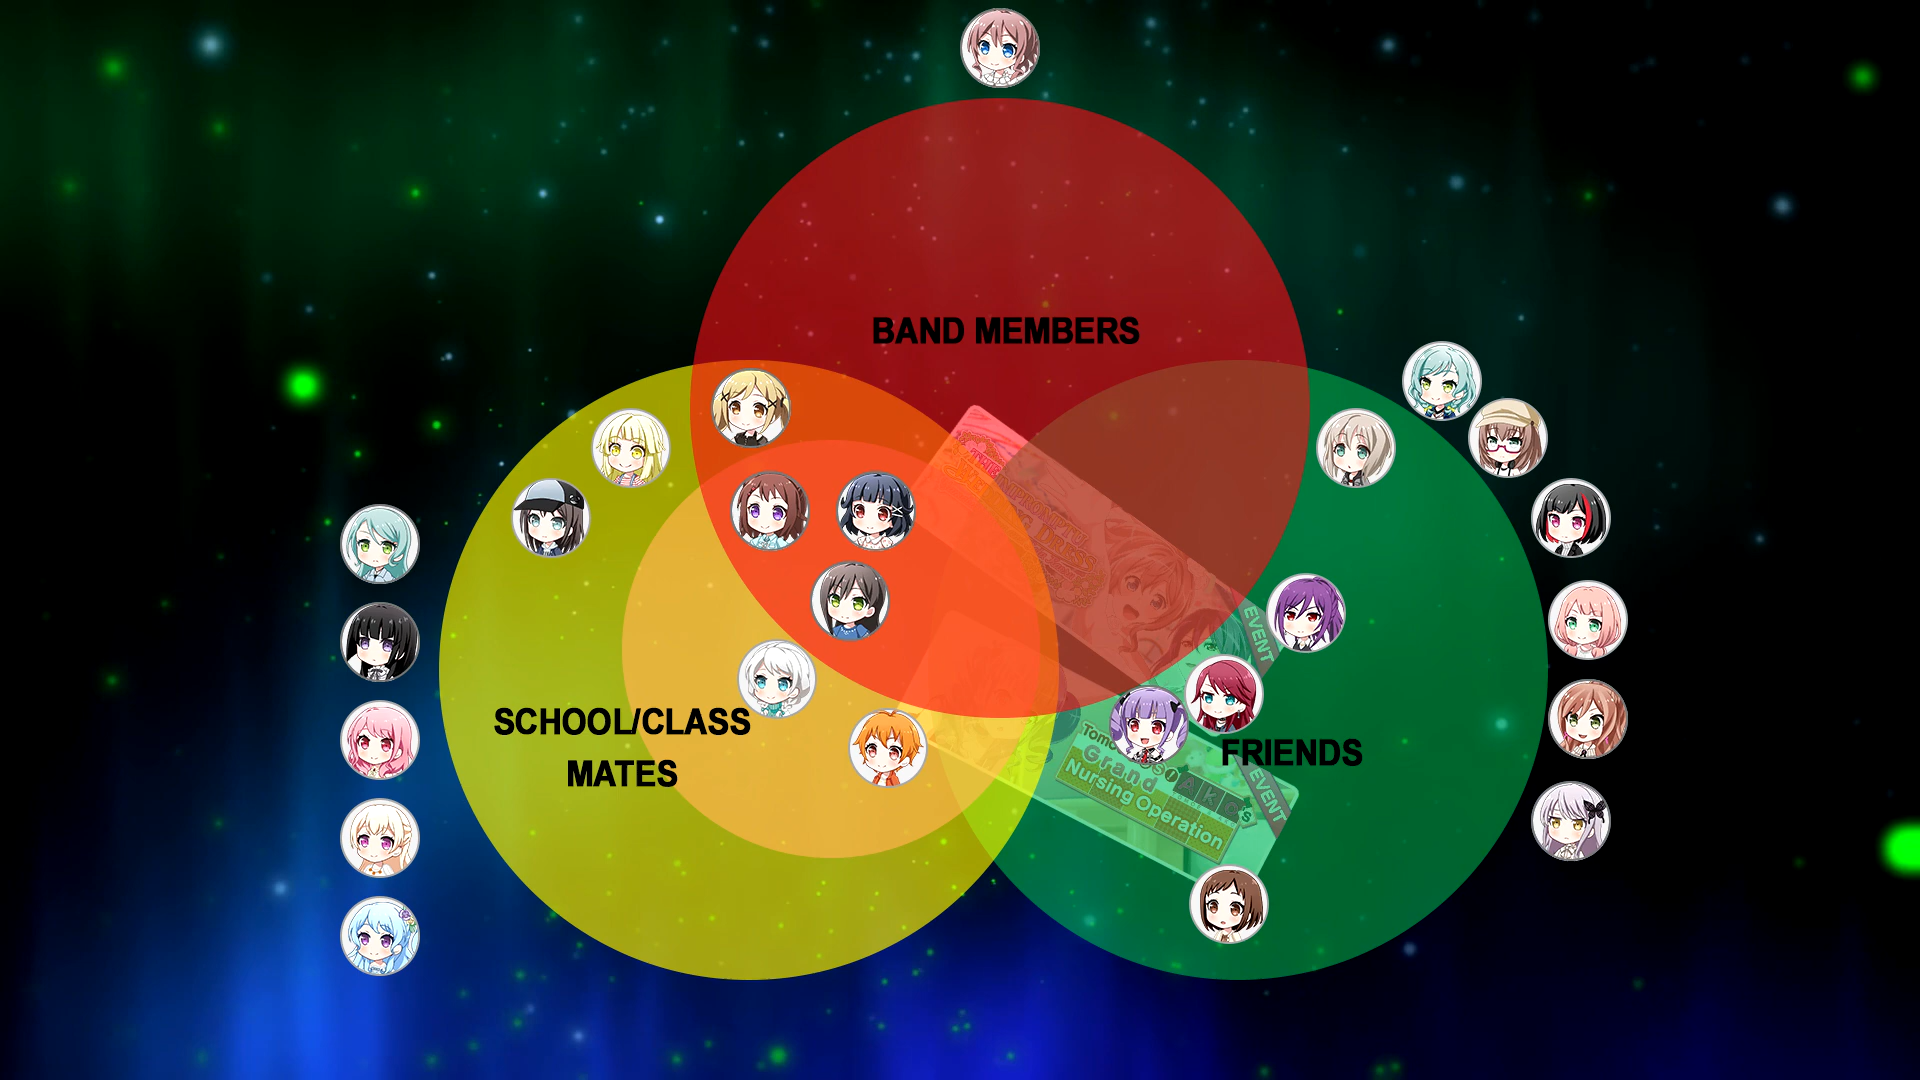 BAND MEMBERS
SCHOOL/CLASS
MATES
FRIENDS
EVENT
Grand
Nursing Operation
EVENT